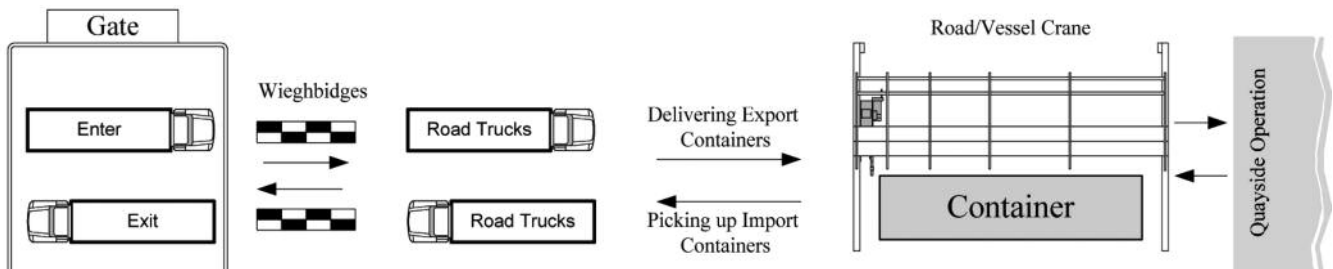 Gate
Enter
Exit
Wieghbidges
Road Trucks
Road Trucks
Delivering Export
Containers
Picking up Import
Containers
Road/Vessel Crane
Container
Quayside Operation